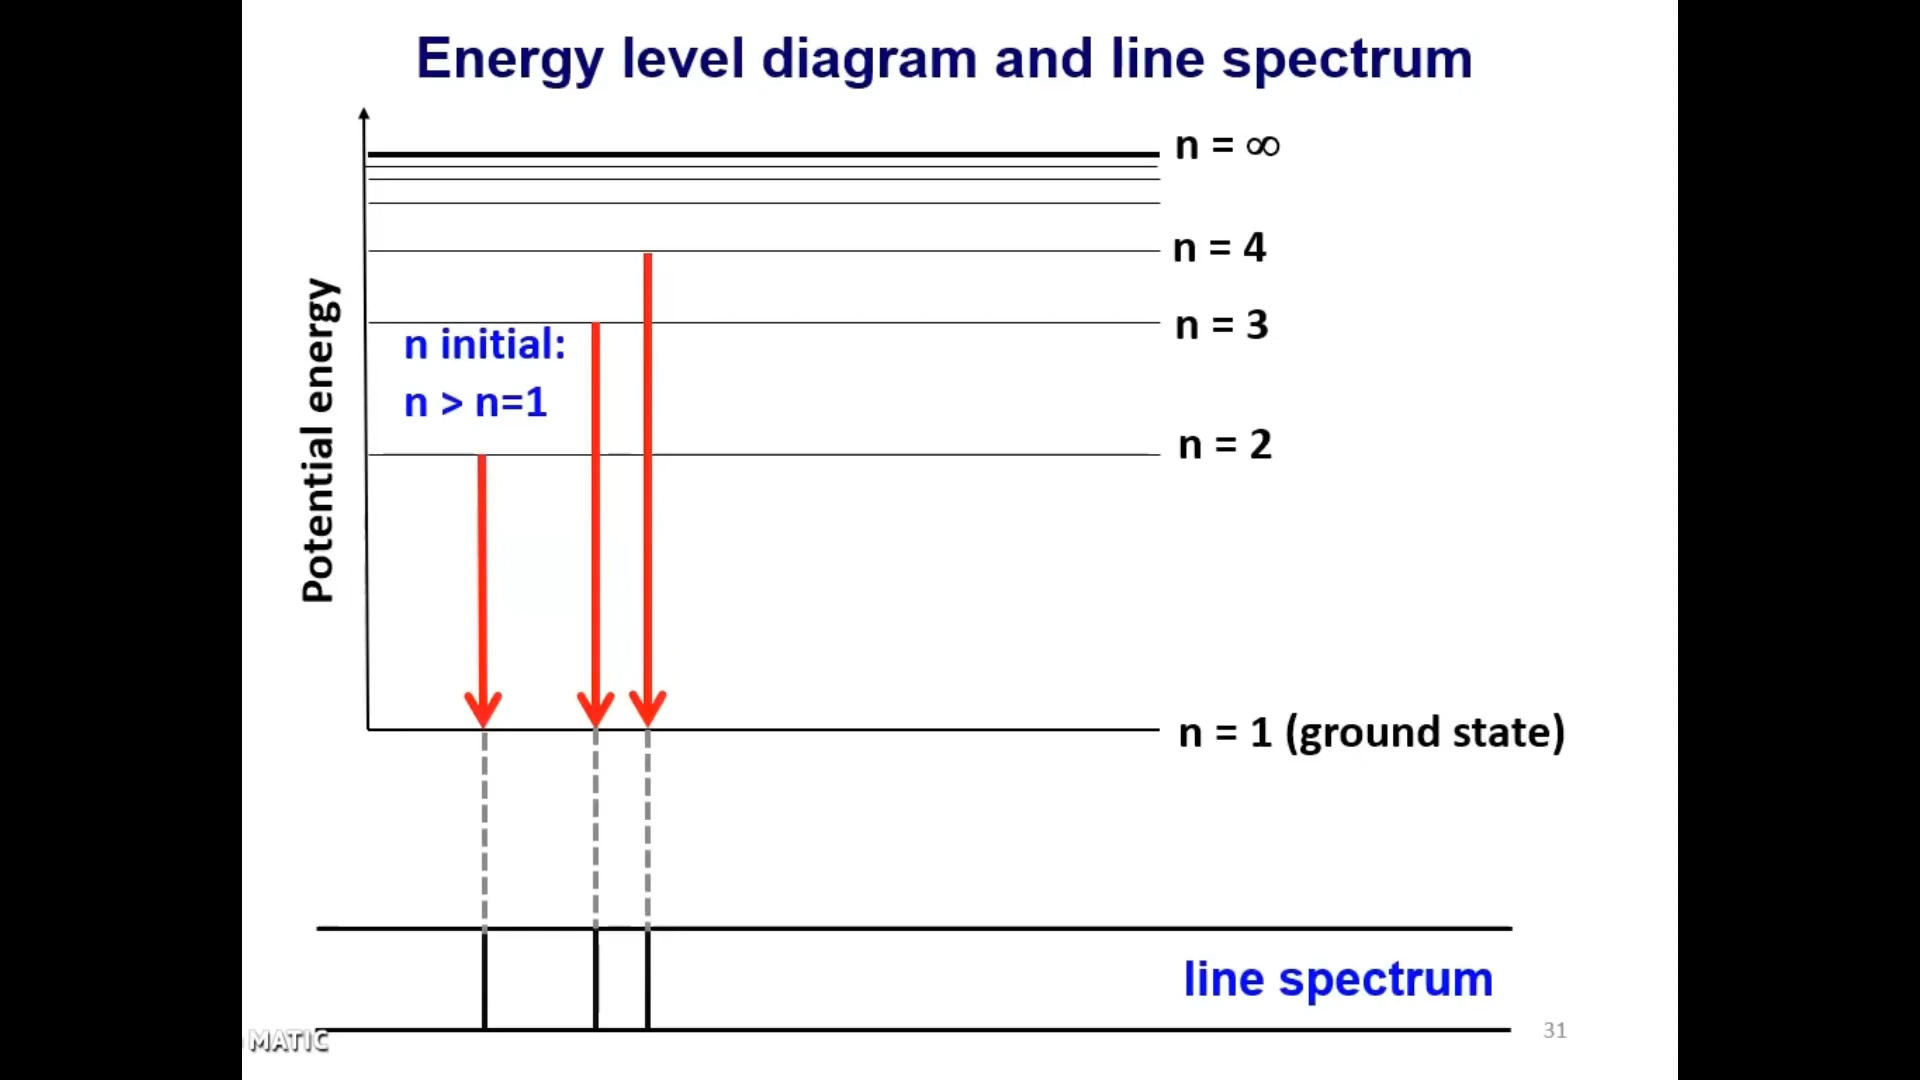 Energy level diagram and line spectrum
n = ∞
n = 4
n = 3
n initial:
n > n=1
n = 2
Potential energy
n = 1 (ground state)
line spectrum
31
MATIC